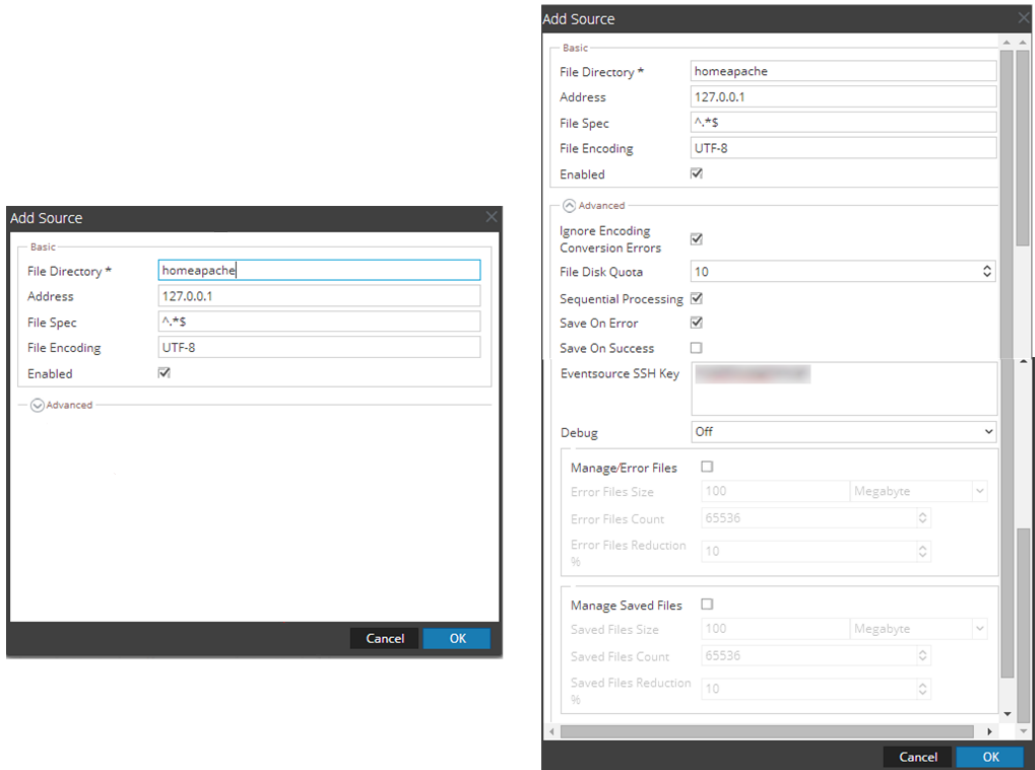 Add Source
Basic
File Directory * homeapache
Address 127.0.0.1
File Spec ^.*$
File Encoding UTF-8
Enabled
Advanced
Cancel OK
Add Source
Basic
File Directory * homeapache
Address 127.0.0.1
File Spec ^.*$
File Encoding UTF-8
Enabled
Advanced
Ignore Encoding
Conversion Errors
File Disk Quota 10
Sequential Processing
Save On Error
Save On Success
Eventsource SSH Key
Debug Off
Manage/Error Files
Error Files Size 100 Megabyte
Error Files Count 65536
Error Files Reduction
% 10
Manage Saved Files
Saved Files Size 100 Megabyte
Saved Files Count 65536
Saved Files Reduction
% 10
Cancel OK